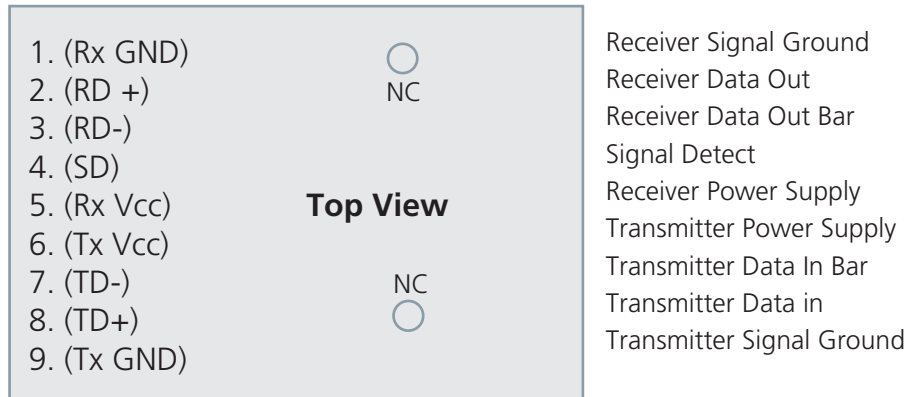 1. (Rx GND)
2. (RD +)
3. (RD-)
4. (SD)
5. (Rx Vcc)
6. (Tx Vcc)
7. (TD-)
8. (TD+)
9. (Tx GND)
NC
Top View
NC
Receiver Signal Ground
Receiver Data Out
Receiver Data Out Bar
Signal Detect
Receiver Power Supply
Transmitter Power Supply
Transmitter Data In Bar
Transmitter Data in
Transmitter Signal Ground